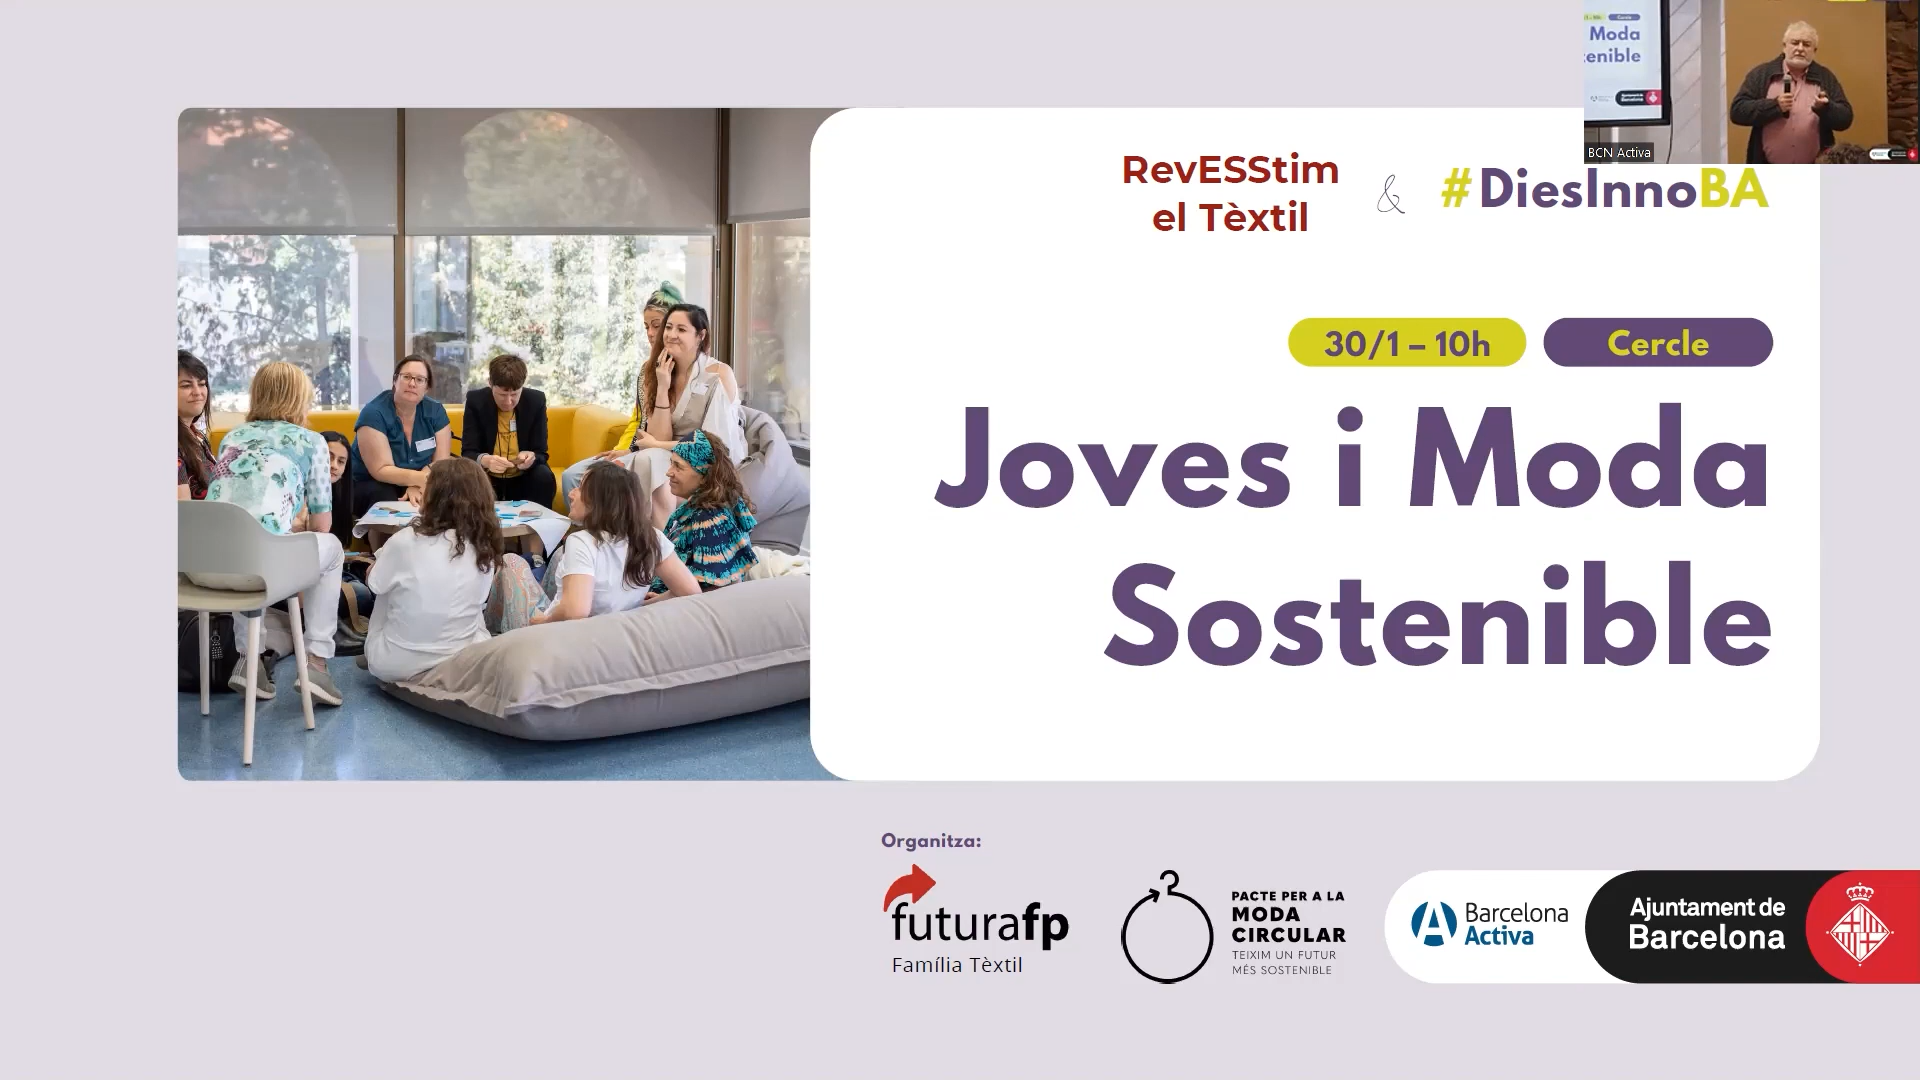 Moda
enible
BCN Activa
RevESStim
el Tèxtil
&
#DiesInnoBA
30/1 – 10h
Cercle
Joves i Moda
Sostenible
Organitza:
futurafp
Família Tèxtil
PACTE PER A LA
MODA
CIRCULAR
TEIXIM UN FUTUR
MÉS SOSTENIBLE
Barcelona
Activa
Ajuntament de
Barcelona